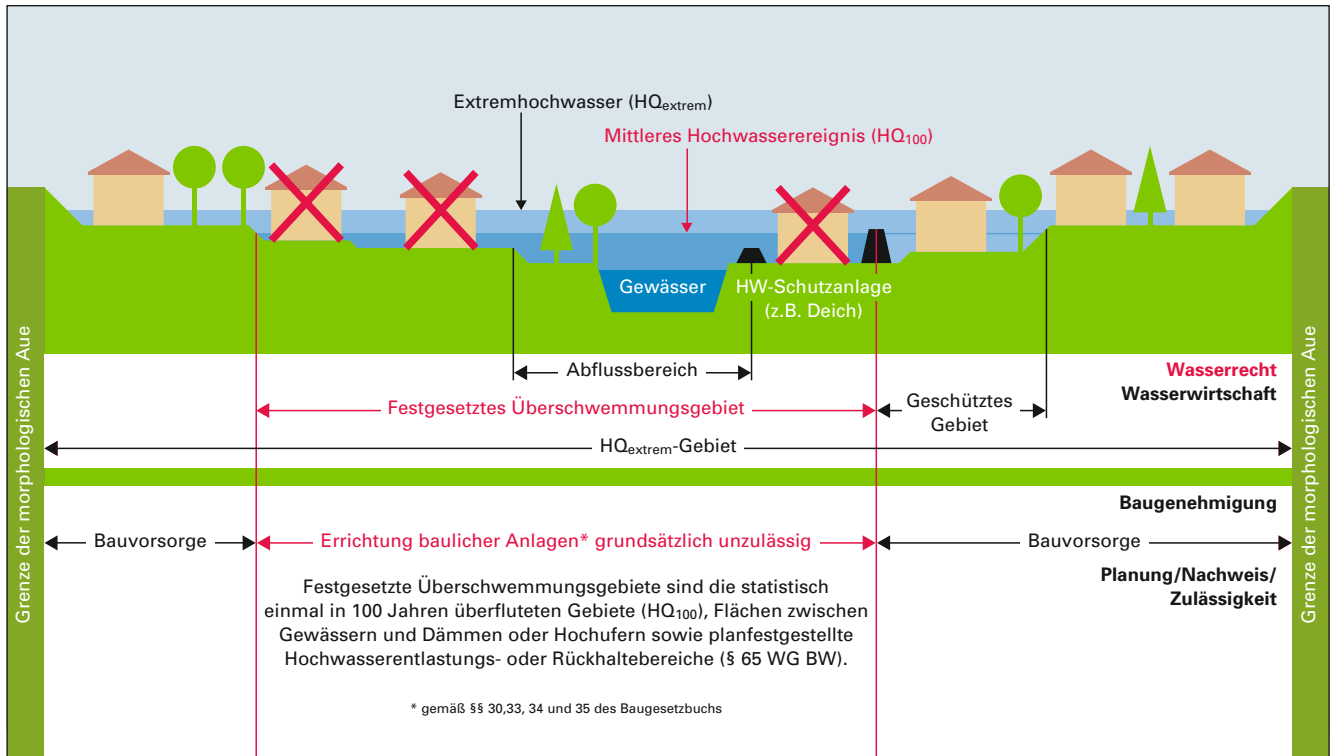 Extremhochwasser (HQextrem)
Mittleres Hochwasserereignis (HQ100)
Gewässer
HW-Schutzanlage
(z.B. Deich)
Grenze der morphologischen Aue
Grenze der morphologischen Aue
Abflussbereich
Wasserrecht
Wasserwirtschaft
Festgesetztes Überschwemmungsgebiet
Geschütztes
Gebiet
HQextrem-Gebiet
Baugenehmigung
Bauvorsorge
Errichtung baulicher Anlagen* grundsätzlich unzulässig
Bauvorsorge
Planung/Nachweis/
Zulässigkeit
Festgesetzte Überschwemmungsgebiete sind die statistisch
einmal in 100 Jahren überfluteten Gebiete (HQ100), Flächen zwischen
Gewässern und Dämmen oder Hochufern sowie planfestgestellte
Hochwasserentlastungs- oder Rückhaltebereiche (§ 65 WG BW).
* gemäß §§ 30,33, 34 und 35 des Baugesetzbuchs